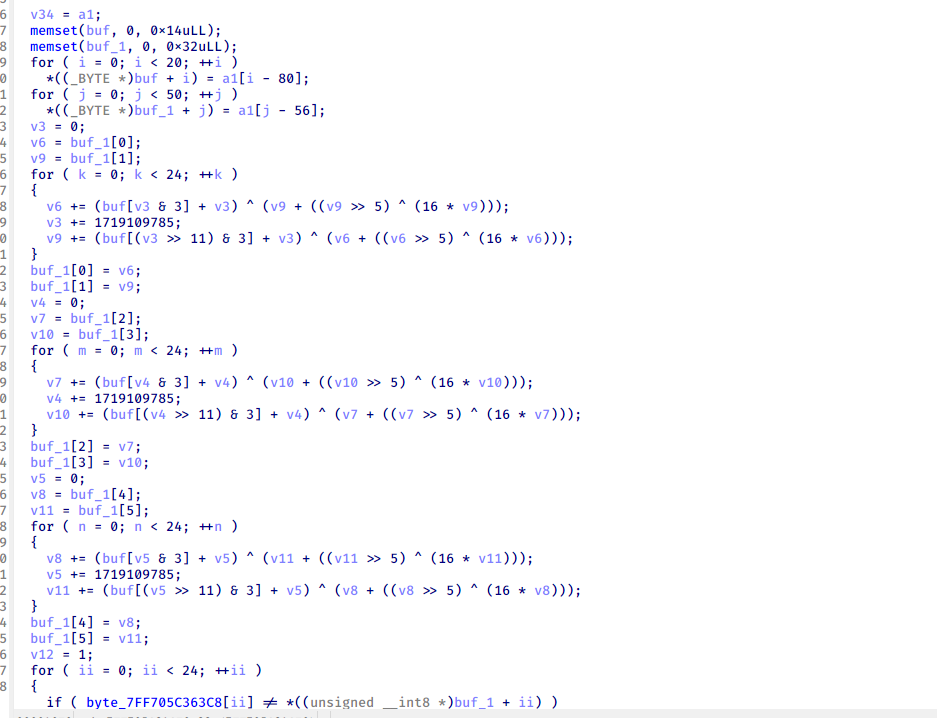 6 v34 = a1;
7 memset(buf, 0, 0×14uLL);
8 memset(buf_1, 0, 0×32uLL);
9 for ( i = 0; i < 20; ++i )
0 *((_BYTE *)buf + i) = a1[i - 80];
1 for ( j = 0; j < 50; ++j )
2 *((_BYTE *)buf_1 + j) = a1[j - 56];
3 v3 = 0;
4 v6 = buf_1[0];
5 v9 = buf_1[1];
6 for ( k = 0; k < 24; ++k )
7 {
8 v6 += (buf[v3 & 3] + v3) ^ (v9 + ((v9 >> 5) ^ (16 * v9)));
9 v3 += 1719109785;
0 v9 += (buf[(v3 >> 11) & 3] + v3) ^ (v6 + ((v6 >> 5) ^ (16 * v6)));
1 }
2 buf_1[0] = v6;
3 buf_1[1] = v9;
4 v4 = 0;
5 v7 = buf_1[2];
6 v10 = buf_1[3];
7 for ( m = 0; m < 24; ++m )
8 {
9 v7 += (buf[v4 & 3] + v4) ^ (v10 + ((v10 >> 5) ^ (16 * v10)));
0 v4 += 1719109785;
1 v10 += (buf[(v4 >> 11) & 3] + v4) ^ (v7 + ((v7 >> 5) ^ (16 * v7)));
2 }
3 buf_1[2] = v7;
4 buf_1[3] = v10;
5 v5 = 0;
6 v8 = buf_1[4];
7 v11 = buf_1[5];
8 for ( n = 0; n < 24; ++n )
9 {
0 v8 += (buf[v5 & 3] + v5) ^ (v11 + ((v11 >> 5) ^ (16 * v11)));
1 v5 += 1719109785;
2 v11 += (buf[(v5 >> 11) & 3] + v5) ^ (v8 + ((v8 >> 5) ^ (16 * v8)));
3 }
4 buf_1[4] = v8;
5 buf_1[5] = v11;
6 v12 = 1;
7 for ( ii = 0; ii < 24; ++ii )
8 {
if ( byte_7FF705C363C8[ii] != *((unsigned __int8 *)buf_1 + ii) )